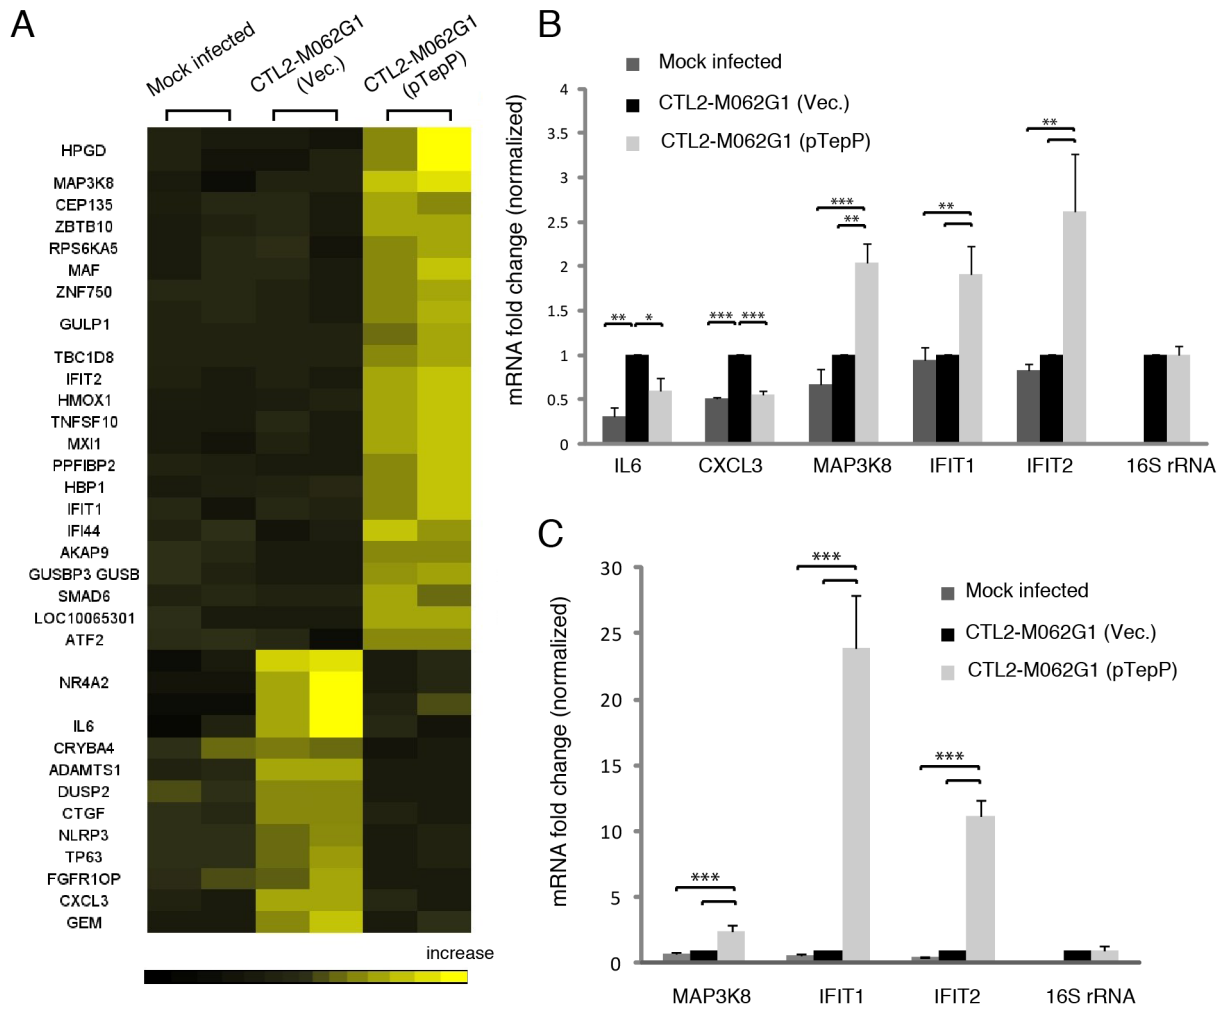 A
Mock infected
CTL2-M062G1
(Vec.)
CTL2-M062G1
(pTepP)
HPGD
MAP3K8
CEP135
ZBTB10
RPS6KA5
MAF
ZNF750
GULP1
TBC1D8
IFIT2
HMOX1
TNFSF10
MXI1
PPFIBP2
HBP1
IFIT1
IFI44
AKAP9
GUSBP3 GUSB
SMAD6
LOC10065301
ATF2
NR4A2
IL6
CRYBA4
ADAMTS1
DUSP2
CTGF
NLRP3
TP63
FGFR1OP
CXCL3
GEM
increase
B
Mock infected
CTL2-M062G1 (Vec.)
CTL2-M062G1 (pTepP)
mRNA fold change (normalized)
4
3.5
3
2.5
2
1.5
1
0.5
0
** *
*** ***
***
**
**
**
IL6 CXCL3 MAP3K8 IFIT1 IFIT2 16S rRNA
C
Mock infected
CTL2-M062G1 (Vec.)
CTL2-M062G1 (pTepP)
mRNA fold change (normalized)
30
25
20
15
10
5
0
***
***
***
MAP3K8 IFIT1 IFIT2 16S rRNA